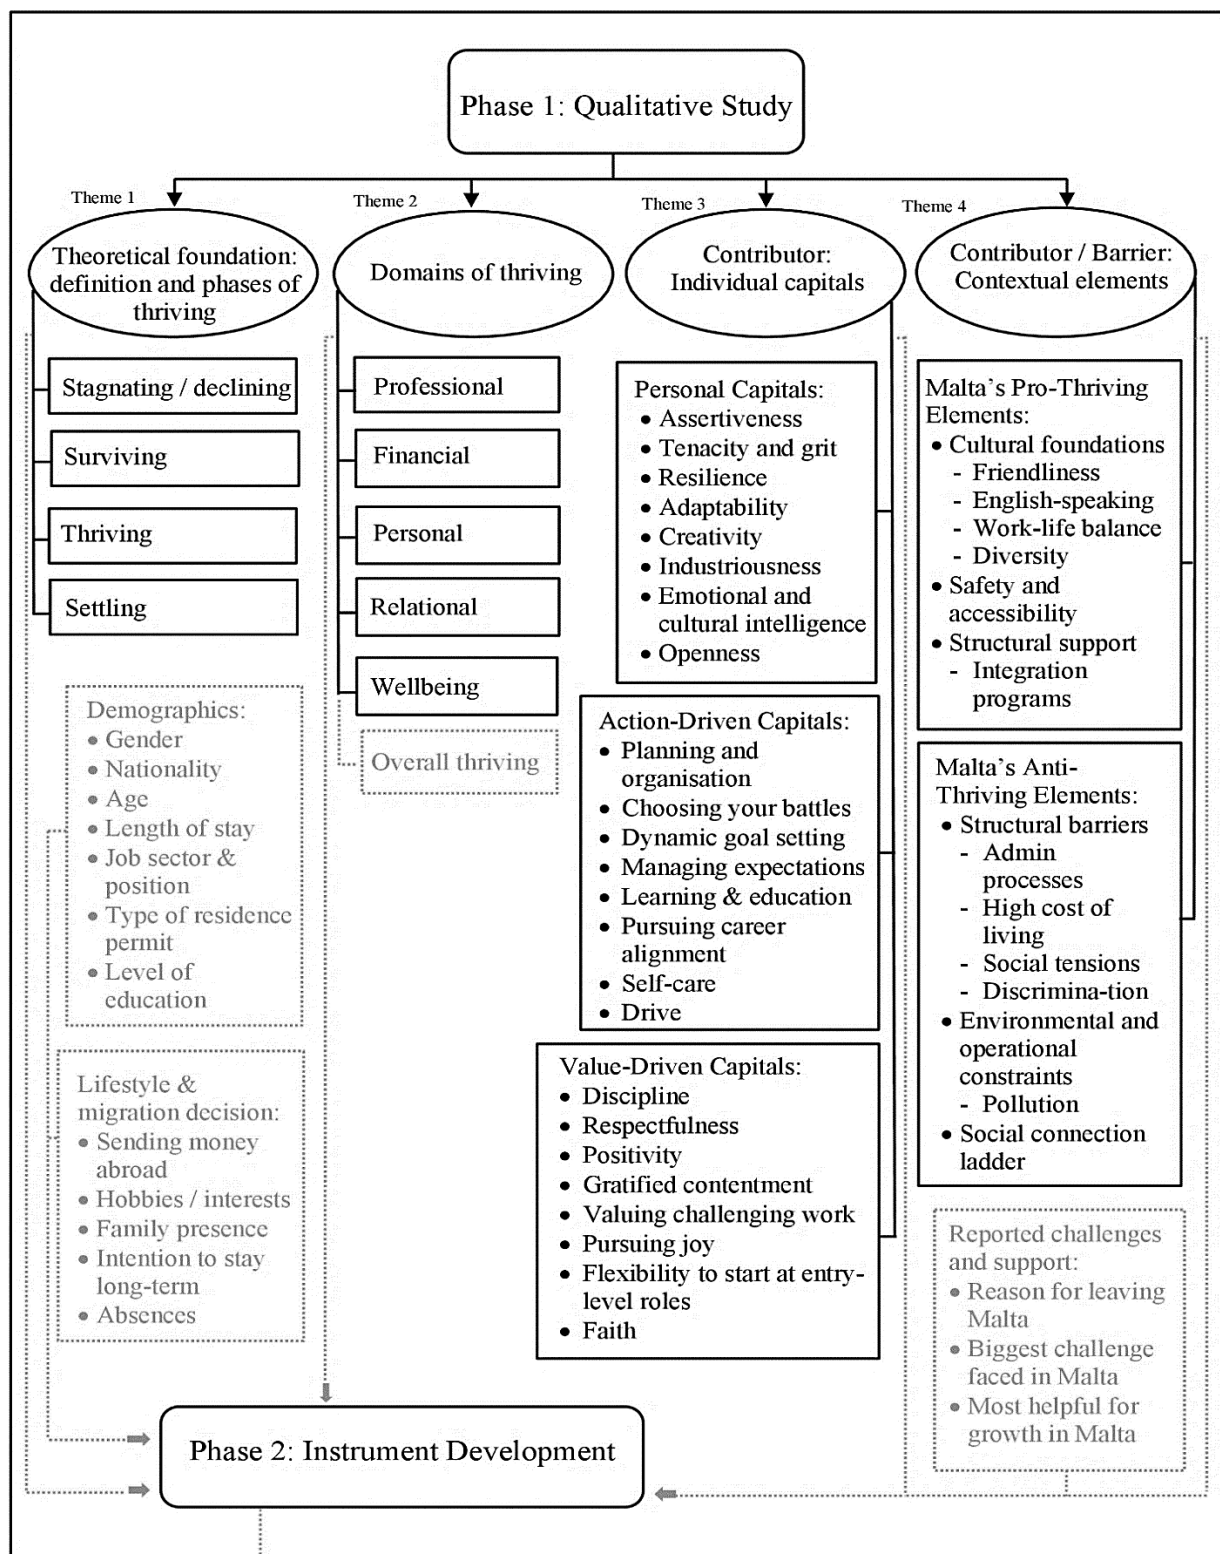 Phase 1: Qualitative Study
Theme 1
Theoretical foundation:
definition and phases of
thriving
Stagnating / declining
Surviving
Thriving
Settling
Demographics:
• Gender
• Nationality
• Age
• Length of stay
• Job sector &
position
• Type of residence
permit
• Level of
education
Lifestyle &
migration decision:
• Sending money
abroad
• Hobbies / interests
• Family presence
• Intention to stay
long-term
• Absences
Theme 2
Domains of thriving
Professional
Financial
Personal
Relational
Wellbeing
Overall thriving
Theme 3
Contributor:
Individual capitals
Personal Capitals:
• Assertiveness
• Tenacity and grit
• Resilience
• Adaptability
• Creativity
• Industriousness
• Emotional and
cultural intelligence
• Openness
Action-Driven Capitals:
• Planning and
organisation
• Choosing your battles
• Dynamic goal setting
• Managing expectations
• Learning & education
• Pursuing career
alignment
• Self-care
• Drive
Value-Driven Capitals:
• Discipline
• Respectfulness
• Positivity
• Gratified contentment
• Valuing challenging work
• Pursuing joy
• Flexibility to start at entry-
level roles
• Faith
Theme 4
Contributor / Barrier:
Contextual elements
Malta's Pro-Thriving
Elements:
• Cultural foundations
- Friendliness
- English-speaking
- Work-life balance
- Diversity
• Safety and
accessibility
• Structural support
- Integration
programs
Malta's Anti-
Thriving Elements:
• Structural barriers
- Admin
processes
- High cost of
living
- Social tensions
- Discrimina-tion
• Environmental and
operational
constraints
- Pollution
• Social connection
ladder
Reported challenges
and support:
• Reason for leaving
Malta
• Biggest challenge
faced in Malta
• Most helpful for
growth in Malta
Phase 2: Instrument Development